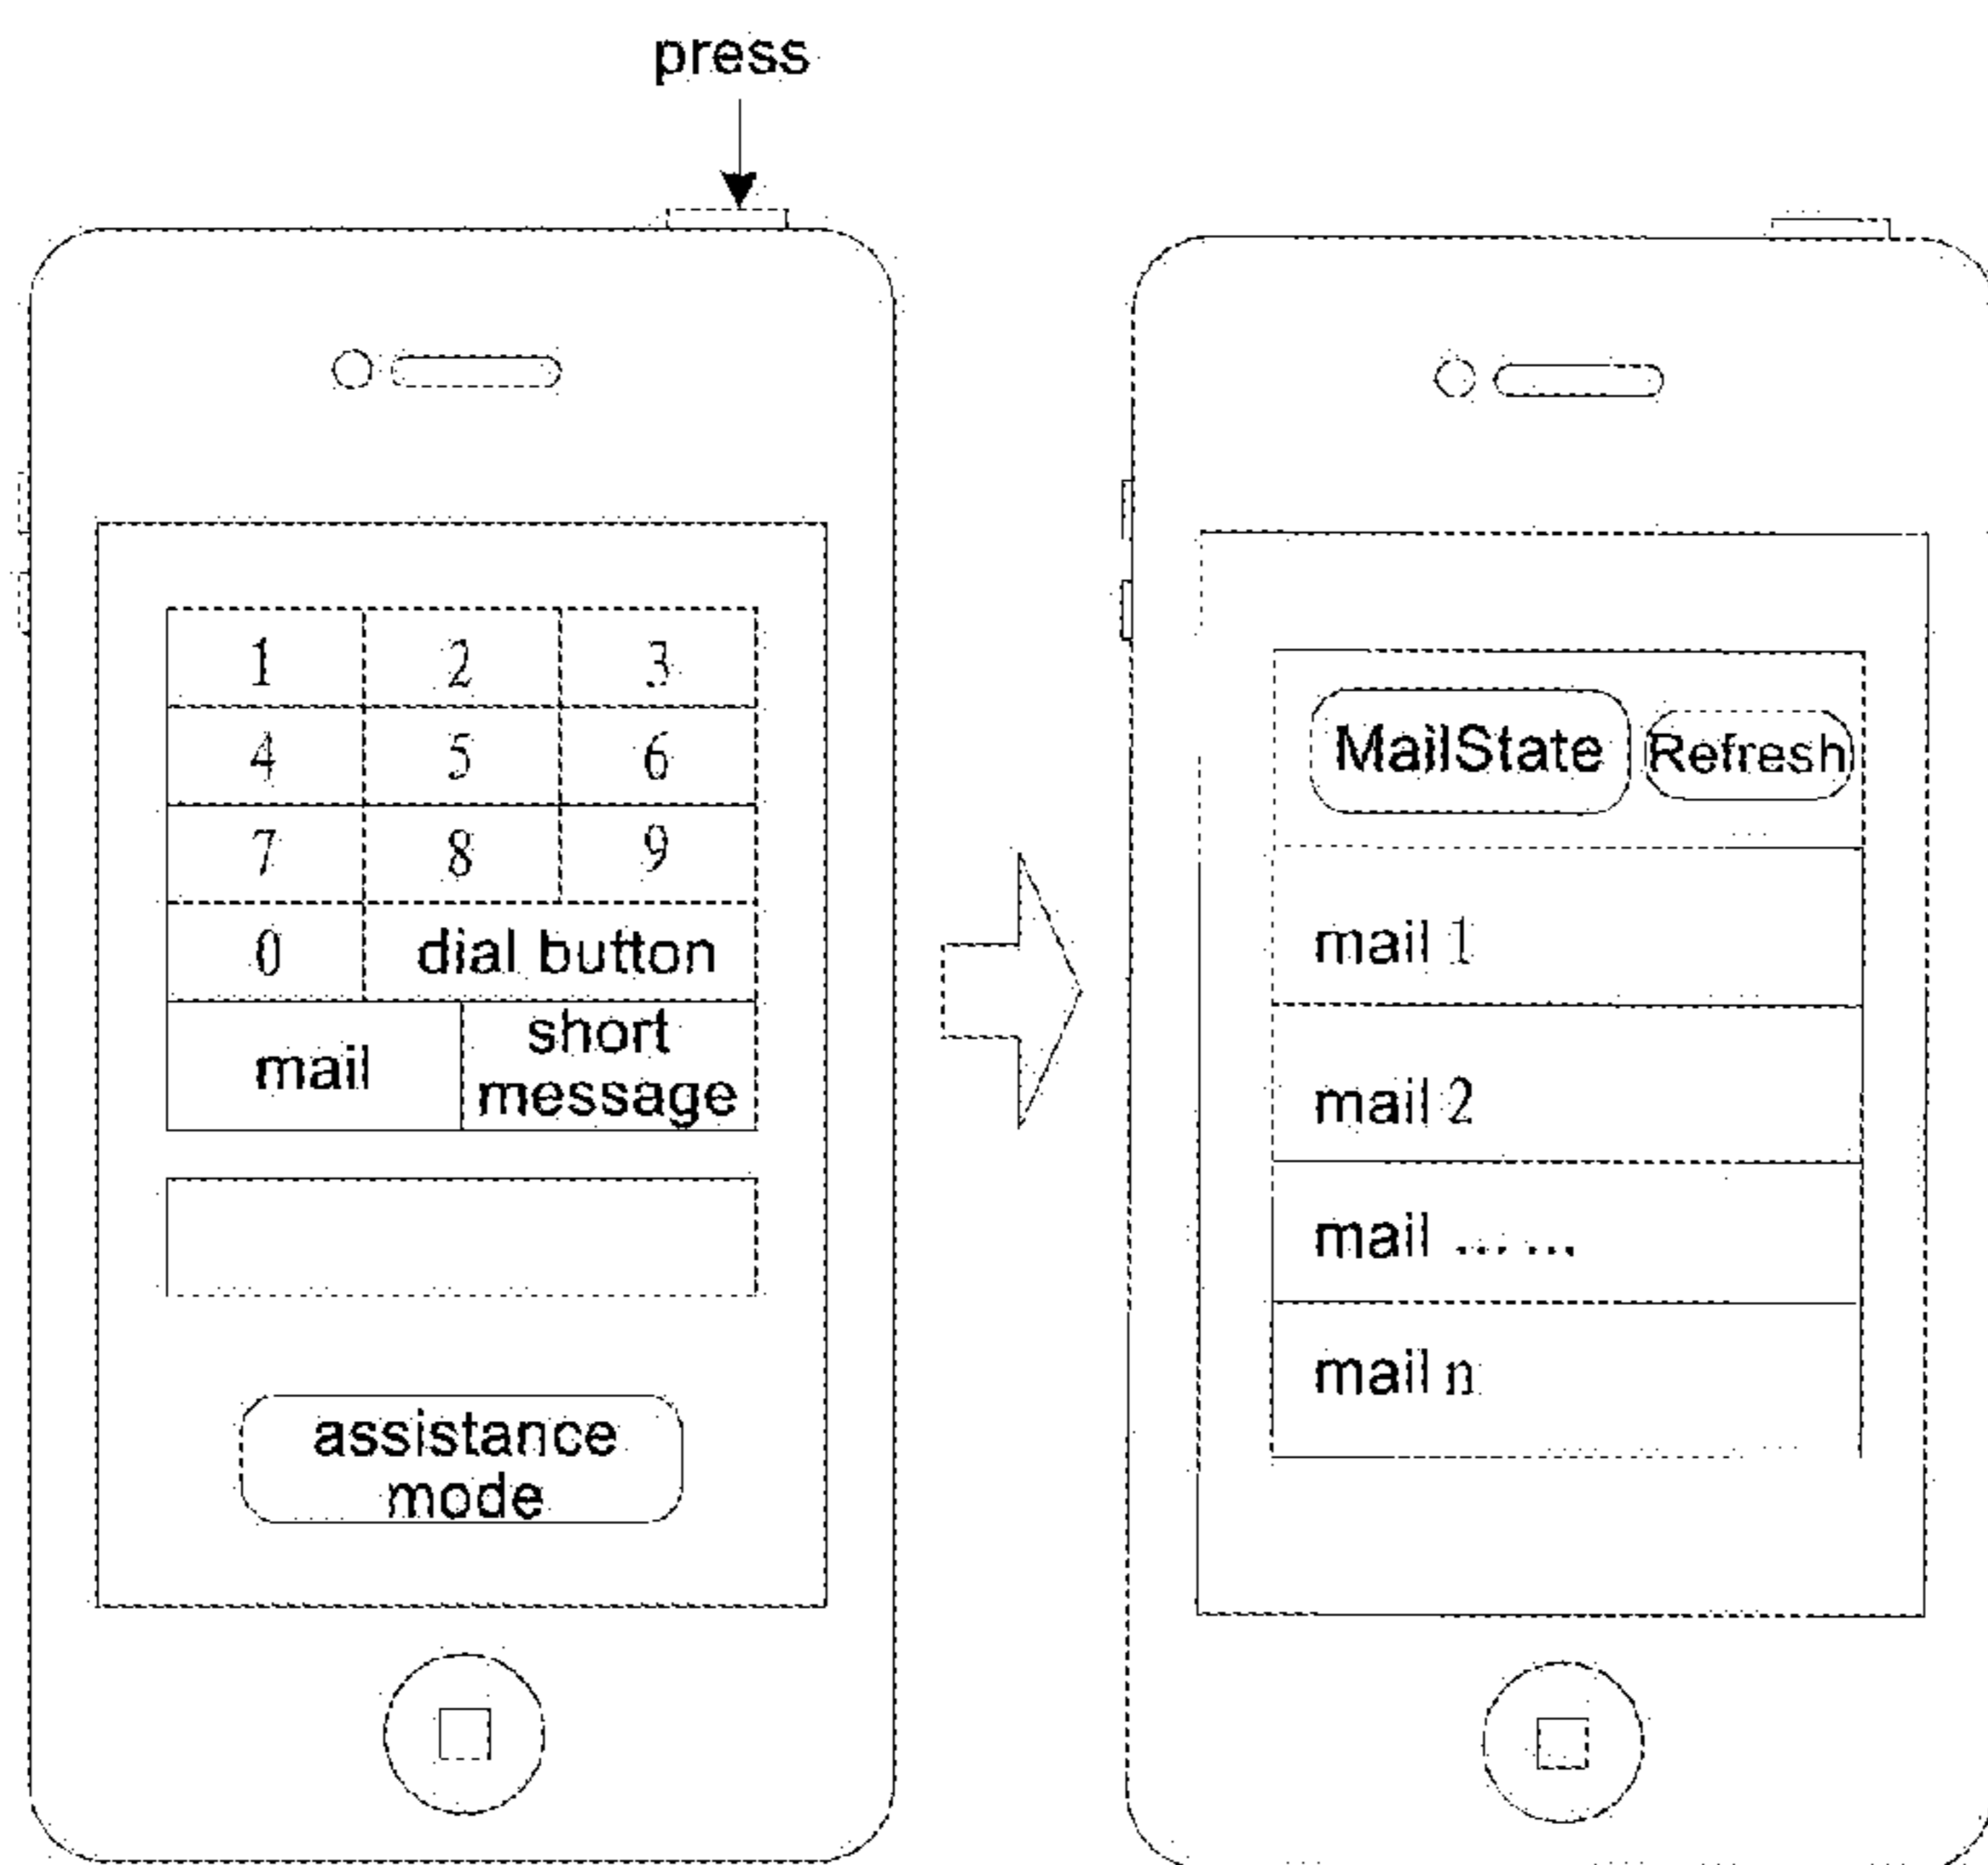 press
1 2 3
4 5 6
7 8 9
0 dial button
mail short message
assistance
mode
MailState Refresh
mail 1
mail 2
mail ... ...
mail n